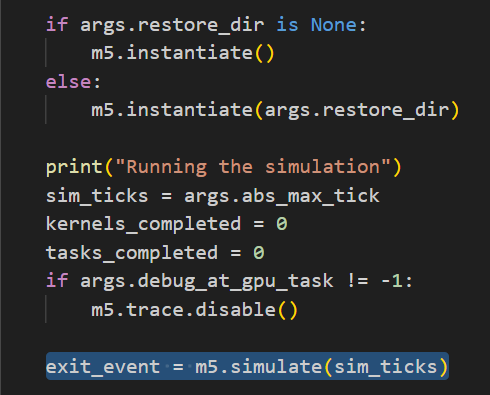 if args.restore_dir is None:
    m5.instantiate()
else:
    m5.instantiate(args.restore_dir)
print("Running the simulation")
sim_ticks = args.abs_max_tick
kernels_completed = 0
tasks_completed = 0
if args.debug_at_gpu_task != -1:
    m5.trace.disable()
exit_event = m5.simulate(sim_ticks)